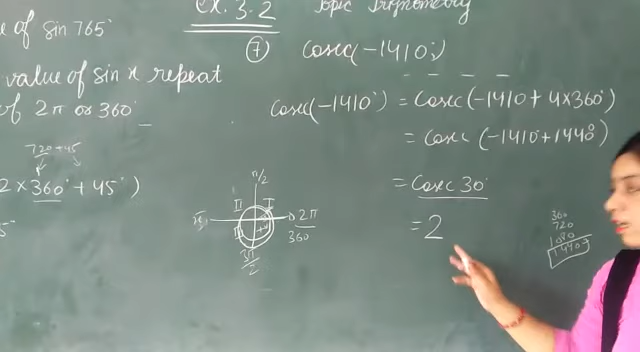 Ex. 3.2 Topic Trignometry
e of sin 765°
value of sin x repeat
of 2π or 360°
720+45
2 × 360° + 45°)
5°
⑦ Cosec(-1410°)
Cosec(-1410°) = Cosec(-1410 + 4×360°)
= Cosec (-1410+1440°)
= Cosec 30°
= 2
π/2
II I
2π
360
III
3π
2
360
720
1080
1440